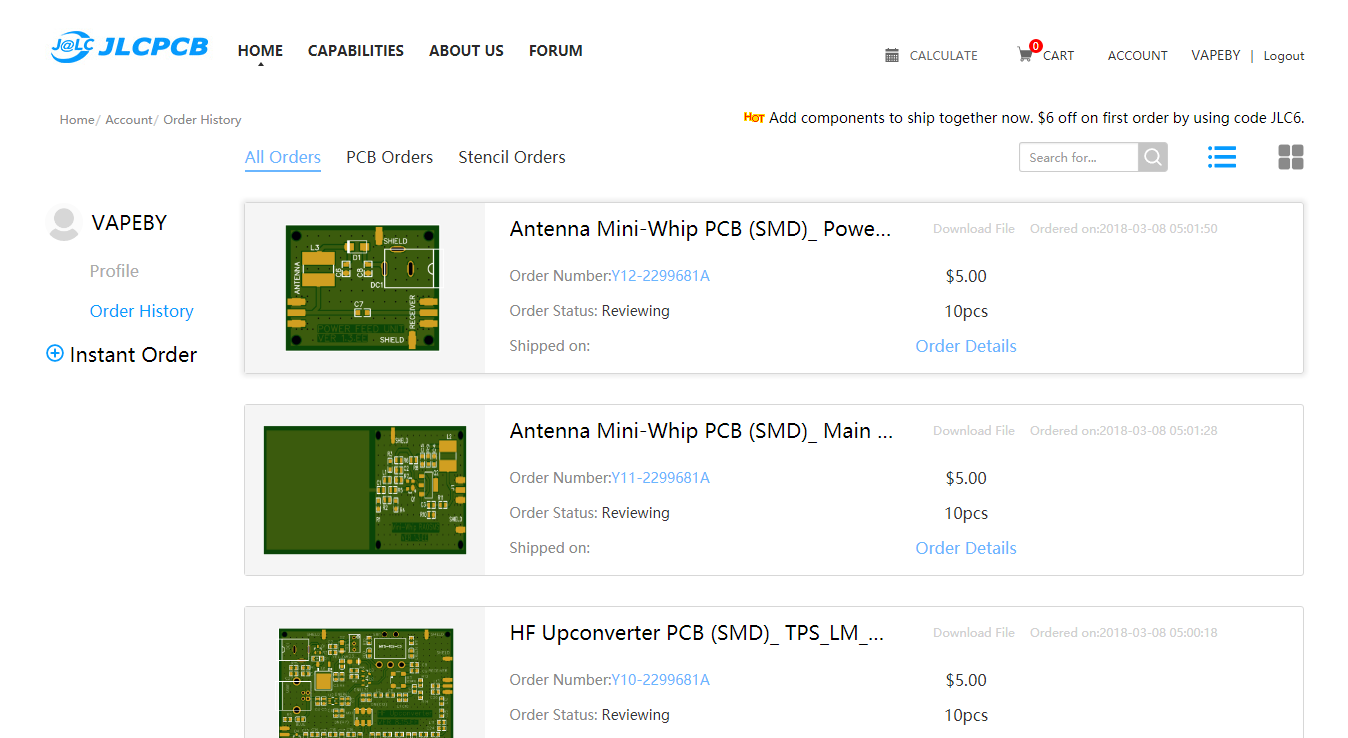 J@LC JLCPCB
HOME CAPABILITIES ABOUT US FORUM
CALCULATE 0 CART ACCOUNT VAPEBY | Logout
Home/ Account/ Order History
HOT Add components to ship together now. $6 off on first order by using code JLC6.
All Orders PCB Orders Stencil Orders
Search for...
VAPEBY
Profile
Order History
Instant Order
Antenna Mini-Whip PCB (SMD)_ Powe...
Download File Ordered on:2018-03-08 05:01:50
Order Number:Y12-2299681A
$5.00
Order Status: Reviewing
10pcs
Shipped on:
Order Details
L3
SHIELD
D1
ANTENNA
C6
C8
DC1
C7
RECEIVER
POWER FEED UNIT
SHIELD
Antenna Mini-Whip PCB (SMD)_ Main ...
Download File Ordered on:2018-03-08 05:01:28
Order Number:Y11-2299681A
$5.00
Order Status: Reviewing
10pcs
Shipped on:
Order Details
SHIELD
L2
SHIELD
HF Upconverter PCB (SMD)_ TPS_LM_...
Download File Ordered on:2018-03-08 05:00:18
Order Number:Y10-2299681A
$5.00
Order Status: Reviewing
10pcs